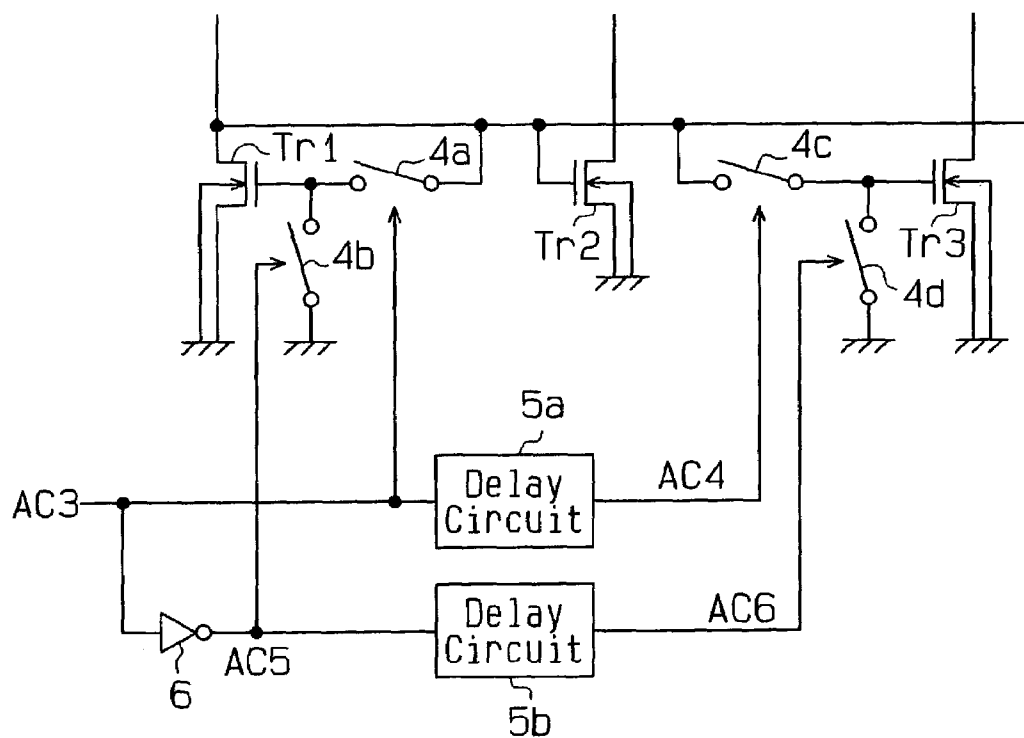 Tr1
4a
4c
4b
Tr2
Tr3
4d
5a
AC3
Delay
Circuit
AC4
Delay
Circuit
AC6
AC5
6
5b